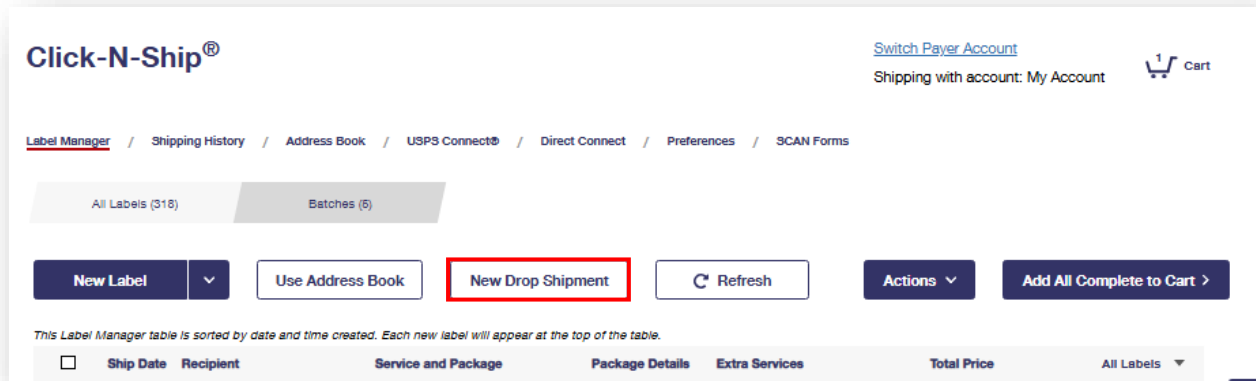 Click-N-Ship®
Switch Payer Account
Shipping with account: My Account
1
Cart
Label Manager / Shipping History / Address Book / USPS Connect® / Direct Connect / Preferences / SCAN Forms
All Labels (318)
Batches (5)
New Label
Use Address Book
New Drop Shipment
Refresh
Actions
Add All Complete to Cart >
This Label Manager table is sorted by date and time created. Each new label will appear at the top of the table.
Ship Date Recipient Service and Package Package Details Extra Services Total Price All Labels